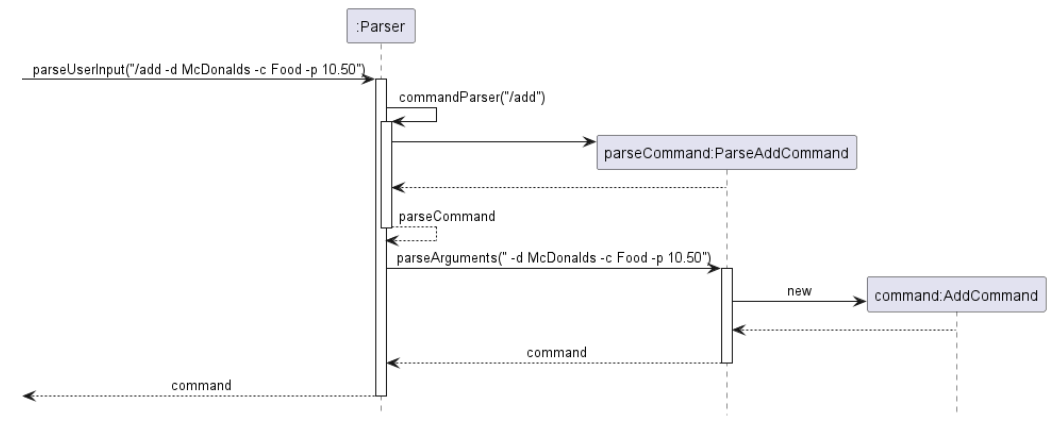 :Parser
parseUserInput("/add -d McDonalds -c Food -p 10.50")
commandParser("/add")
parseCommand:ParseAddCommand
parseCommand
parseArguments(" -d McDonalds -c Food -p 10.50")
new
command:AddCommand
command
command